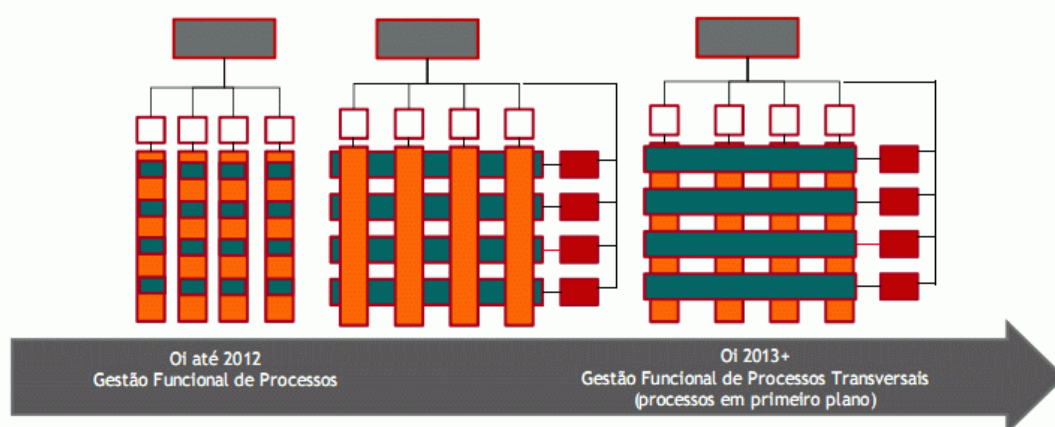 Oi até 2012
Gestão Funcional de Processos
Oi 2013+
Gestão Funcional de Processos Transversais
(processos em primeiro plano)